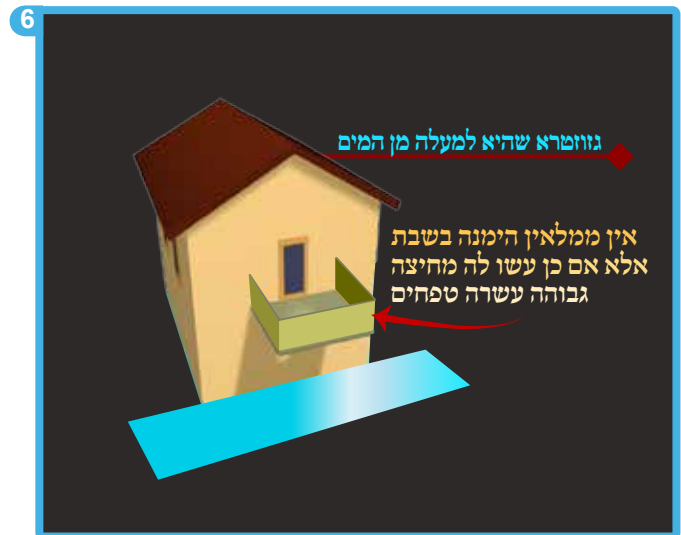 6
גזוזטרא שהיא למעלה מן המים
אין ממלאין הימנה בשבת
אלא אם כן עשו לה מחיצה
גבוהה עשרה טפחים